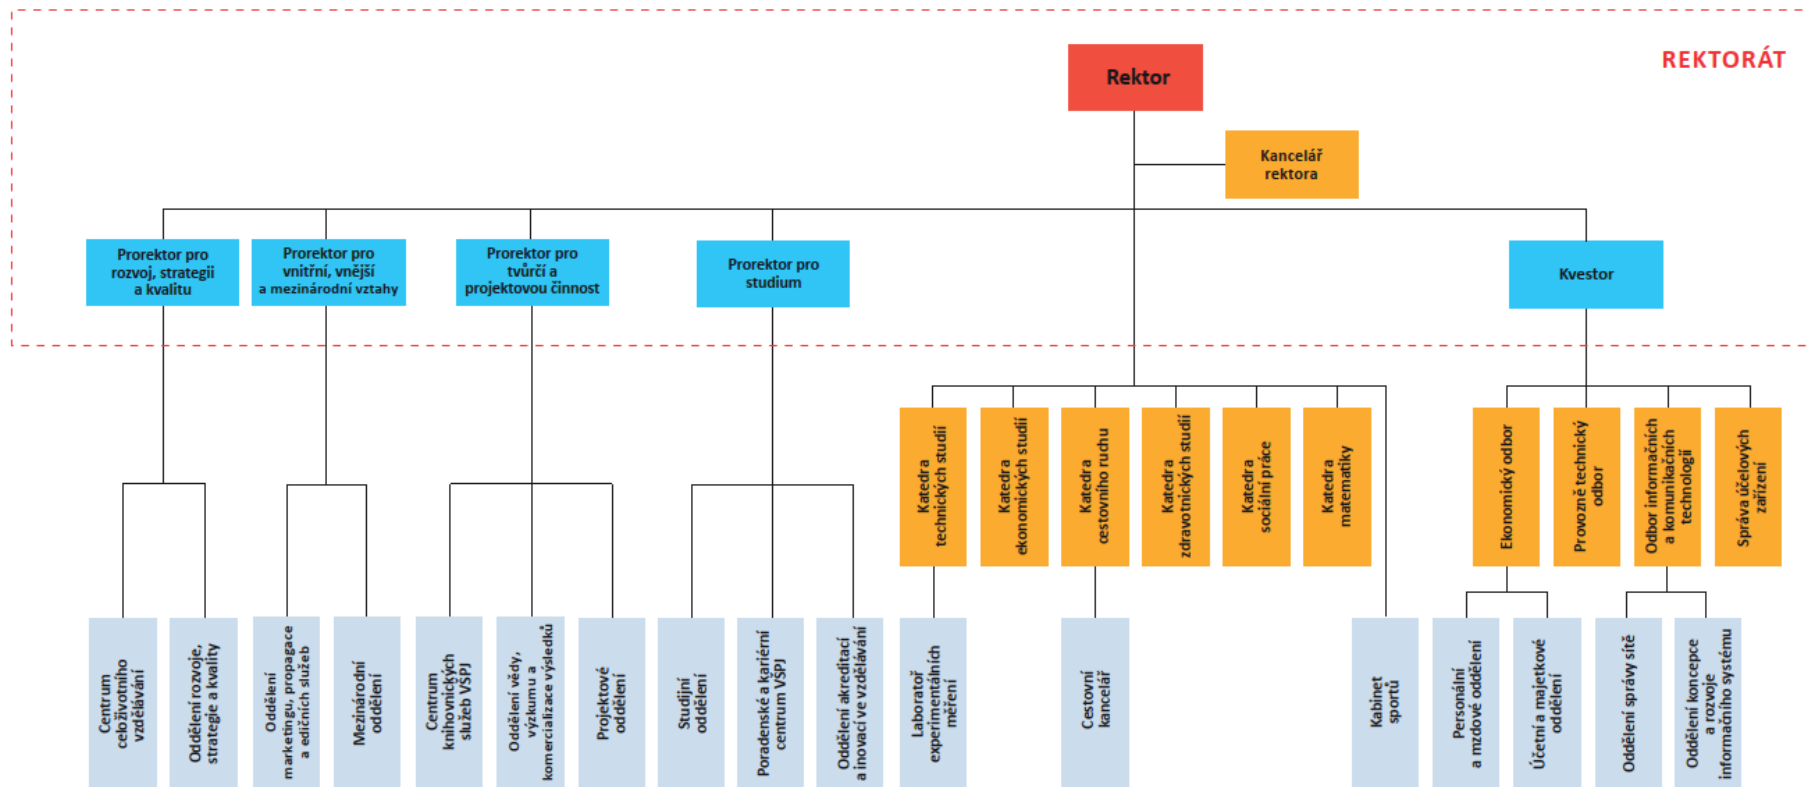 REKTORÁT
Rektor
Kancelář
rektora
Prorektor pro
rozvoj, strategii
a kvalitu
Prorektor pro
vnitřní, vnější
a mezinárodní vztahy
Prorektor pro
tvůrčí a
projektovou činnost
Prorektor pro
studium
Kvestor
Katedra
technických studií
Katedra
ekonomických studií
Katedra
cestovního ruchu
Katedra
zdravotnických studií
Katedra
sociální práce
Katedra
matematiky
Ekonomický odbor
Provozně technický
odbor
Odbor informačních
a komunikačních
technologií
Správa účelových
zařízení
Centrum
celoživotního
vzdělávání
Oddělení rozvoje,
strategie a kvality
Oddělení
marketingu, propagace
a edičních služeb
Mezinárodní
oddělení
Centrum
knihovnických
služeb VŠPJ
Oddělení vědy,
výzkumu a
komercializace výsledků
Projektové
oddělení
Studijní
oddělení
Poradenské a kariérní
centrum VŠPJ
Oddělení akreditací
a inovací ve vzdělávání
Laboratoř
experimentálních
měření
Cestovní
kancelář
Kabinet
sportů
Personální
a mzdové oddělení
Účetní a majetkové
oddělení
Oddělení správy sítě
Oddělení koncepce
a rozvoje
informačního systému